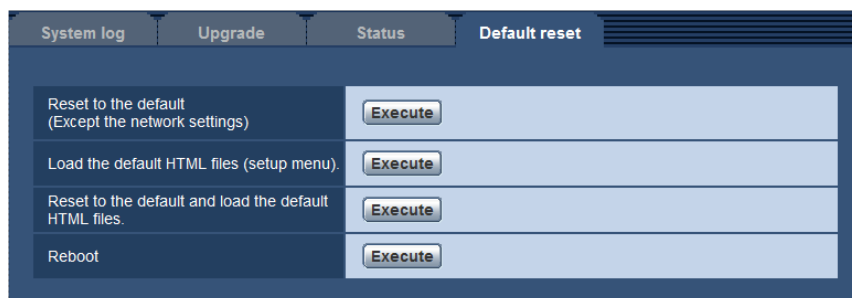 System log Upgrade Status Default reset
Reset to the default
(Except the network settings)
Execute
Load the default HTML files (setup menu).
Execute
Reset to the default and load the default
HTML files.
Execute
Reboot
Execute